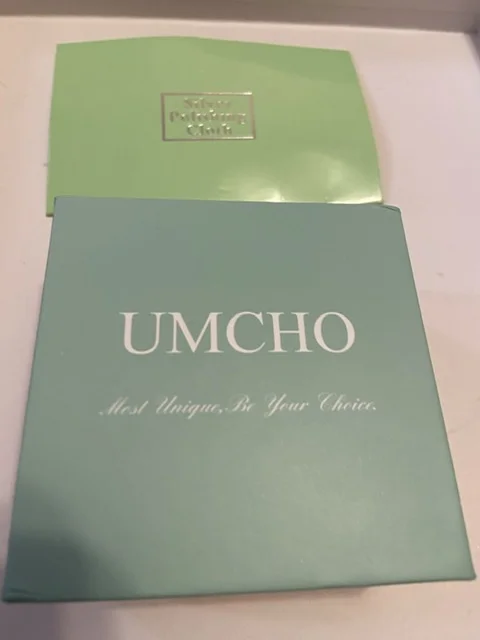 Silver
Polishing
Cloth
UMCHO
Most Unique, Be Your Choice.